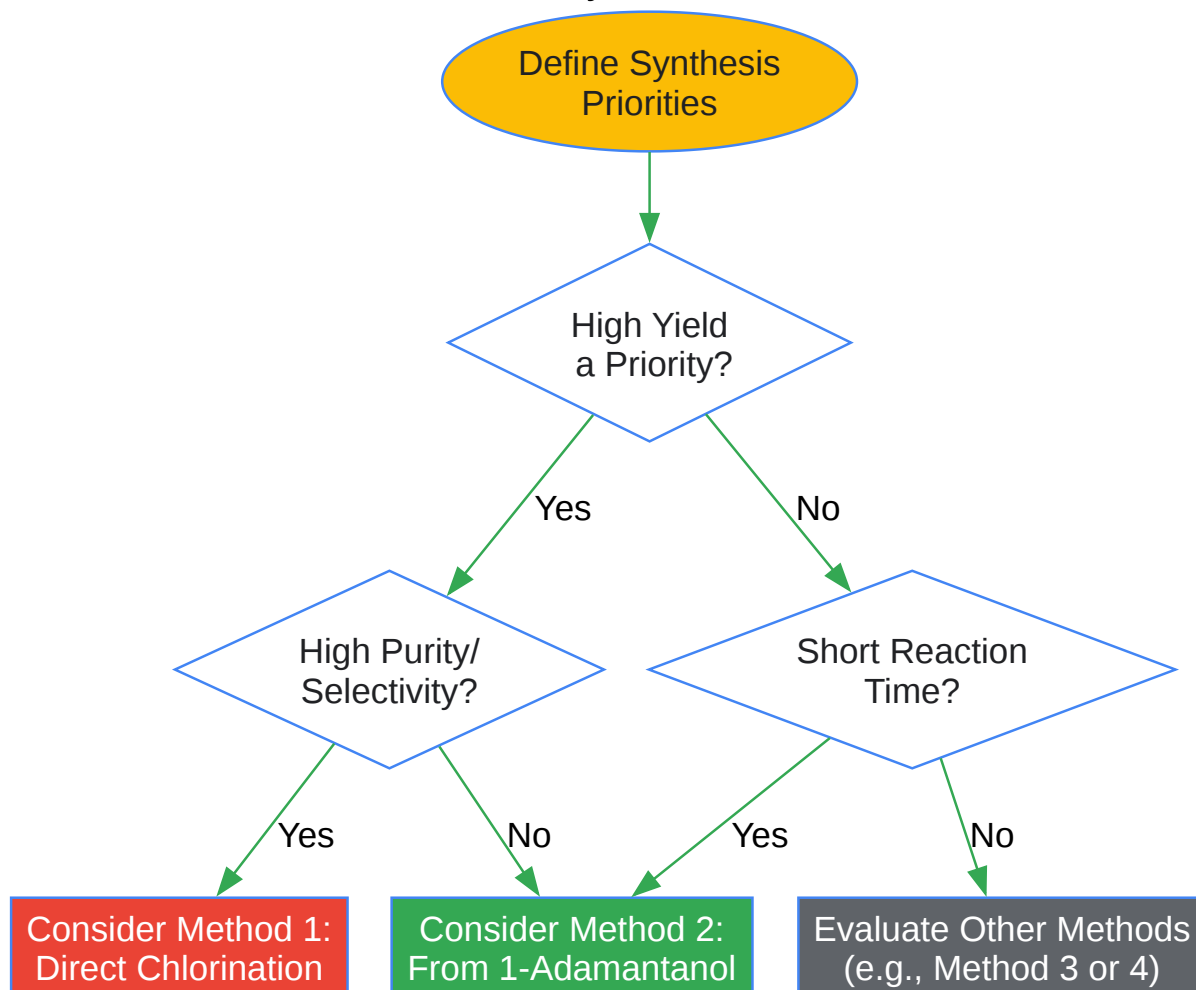 Define Synthesis
Priorities
High Yield
a Priority?
Yes
No
High Purity/
Selectivity?
Short Reaction
Time?
Yes
No
Yes
No
Consider Method 1:
Direct Chlorination
Consider Method 2:
From 1-Adamantanol
Evaluate Other Methods
(e.g., Method 3 or 4)